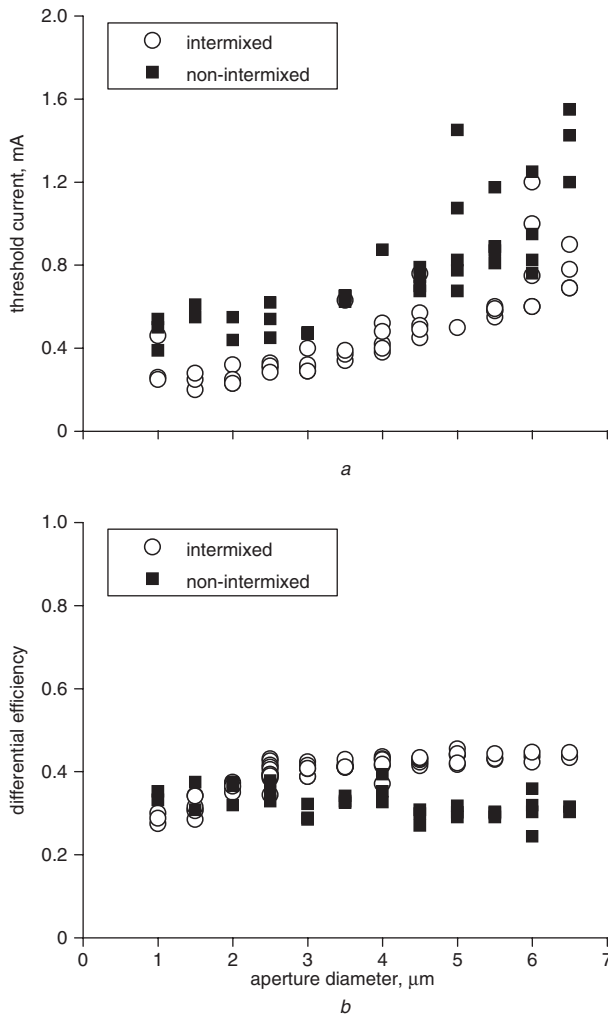 2.0
intermixed
non-intermixed
1.6
1.2
0.8
0.4
0
threshold current, mA
a
1.0
intermixed
non-intermixed
0.8
0.6
0.4
0.2
0
differential efficiency
0 1 2 3 4 5 6 7
aperture diameter, μm
b